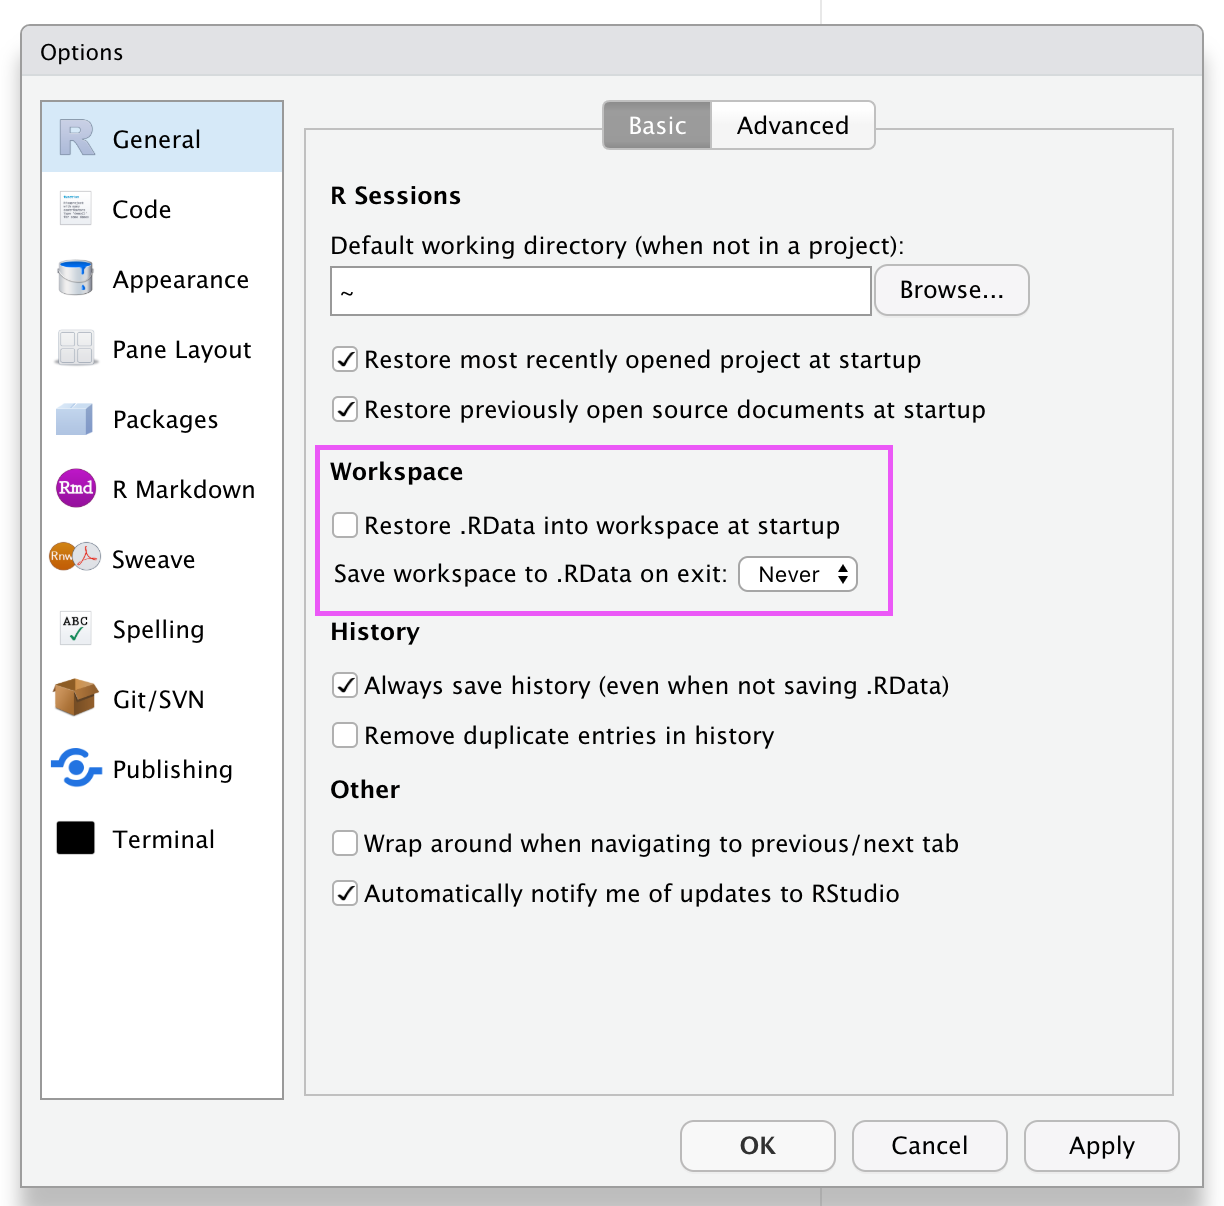 Options
General
Code
Appearance
Pane Layout
Packages
Rmd
R Markdown
Rnw
Sweave
ABC
Spelling
Git/SVN
Publishing
Terminal
Basic
Advanced
R Sessions
Default working directory (when not in a project):
~
Browse...
Restore most recently opened project at startup
Restore previously open source documents at startup
Workspace
Restore .RData into workspace at startup
Save workspace to .RData on exit: Never
History
Always save history (even when not saving .RData)
Remove duplicate entries in history
Other
Wrap around when navigating to previous/next tab
Automatically notify me of updates to RStudio
OK
Cancel
Apply